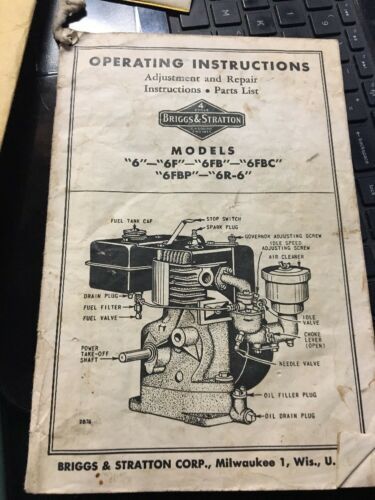 OPERATING INSTRUCTIONS
Adjustment and Repair
Instructions • Parts List
4
CYCLE
BRIGGS & STRATTON
GASOLINE
MODELS
"6"—"6F"—"6FB"—"6FBC"
"6FBP"—"6R-6"
FUEL TANK CAP
STOP SWITCH
SPARK PLUG
GOVERNOR ADJUSTING SCREW
IDLE SPEED
ADJUSTING SCREW
AIR CLEANER
DRAIN PLUG
FUEL FILTER
FUEL VALVE
IDLE
VALVE
CHOKE
LEVER
(OPEN)
POWER
TAKE-OFF
SHAFT
NEEDLE VALVE
OIL FILLER PLUG
OIL DRAIN PLUG
BRIGGS & STRATTON CORP., Milwaukee 1, Wis., U.